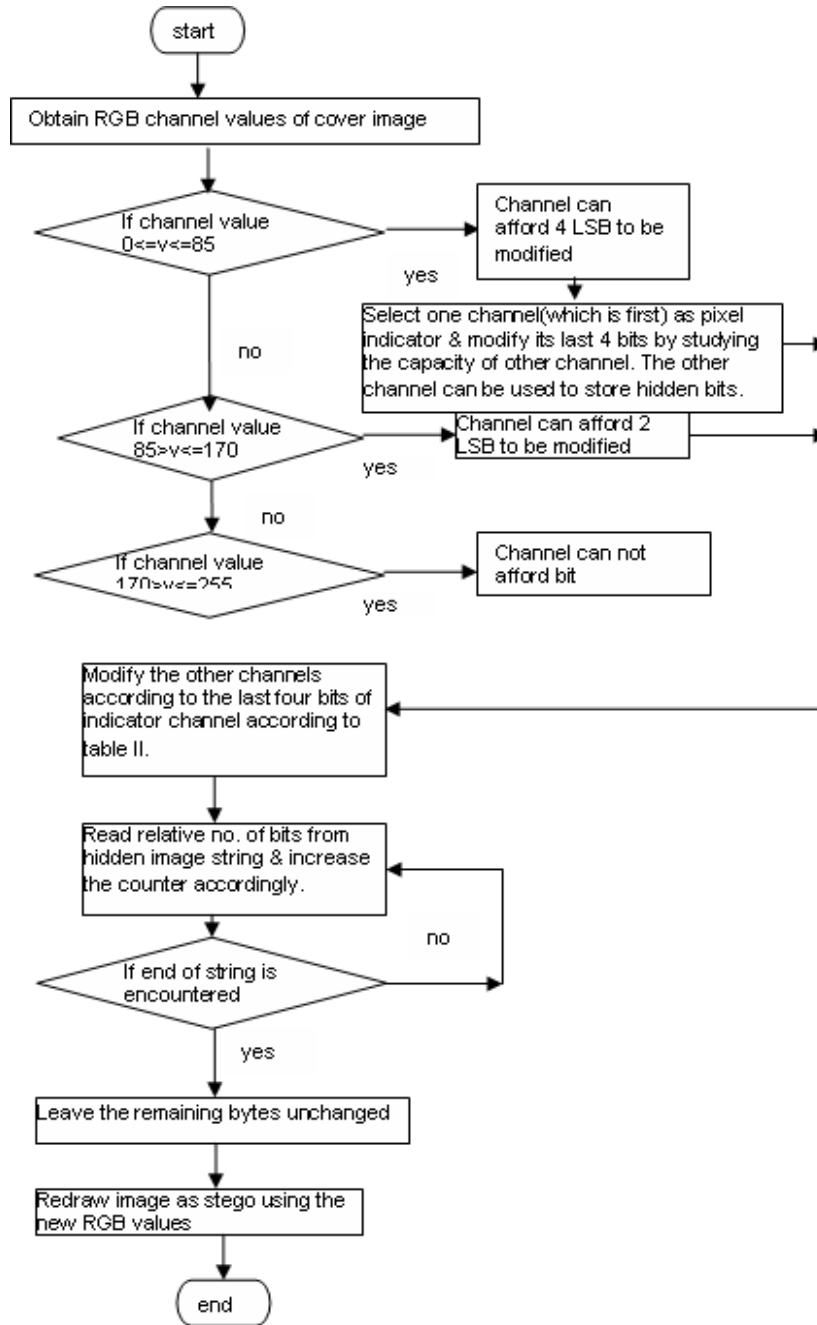 start
Obtain RGB channel values of cover image
If channel value
0<=v<=85
Channel can
afford 4 LSB to be
modified
yes
no
Select one channel(which is first) as pixel
indicator & modify its last 4 bits by studying
the capacity of other channel. The other
channel can be used to store hidden bits.
If channel value
85>v<=170
Channel can afford 2
LSB to be modified
yes
no
If channel value
170>v<=255
Channel can not
afford bit
yes
Modify the other channels
according to the last four bits of
indicator channel according to
table II.
Read relative no. of bits from
hidden image string & increase
the counter accordingly.
no
If end of string is
encountered
yes
Leave the remaining bytes unchanged
Redraw image as stego using the
new RGB values
end